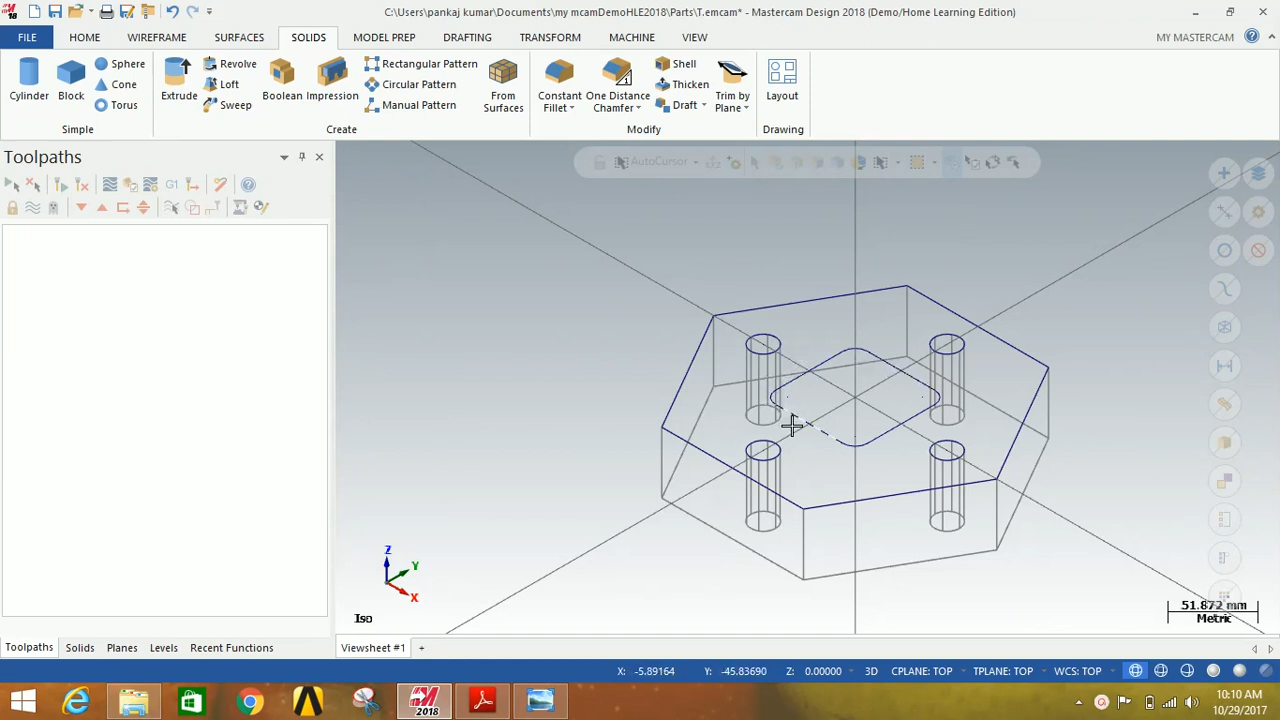 C:\Users\pankaj kumar\Documents\my mcamDemoHLE2018\Parts\T.emcam* - Mastercam Design 2018 (Demo/Home Learning Edition)
FILE HOME WIREFRAME SURFACES SOLIDS MODEL PREP DRAFTING TRANSFORM MACHINE VIEW MY MASTERCAM
Cylinder Block Sphere Cone Torus
Simple
Extrude Revolve Loft Sweep Boolean Impression Rectangular Pattern Circular Pattern Manual Pattern From Surfaces
Create
Constant Fillet One Distance Chamfer Shell Thicken Draft Trim by Plane
Modify
Layout
Drawing
Toolpaths
G1
AutoCursor
Z
Y
X
Iso
51.872 mm
Metric
Toolpaths Solids Planes Levels Recent Functions Viewsheet #1 +
X: -5.89164 Y: -45.83690 Z: 0.00000 3D CPLANE: TOP TPLANE: TOP WCS: TOP
2018
10:10 AM
10/29/2017